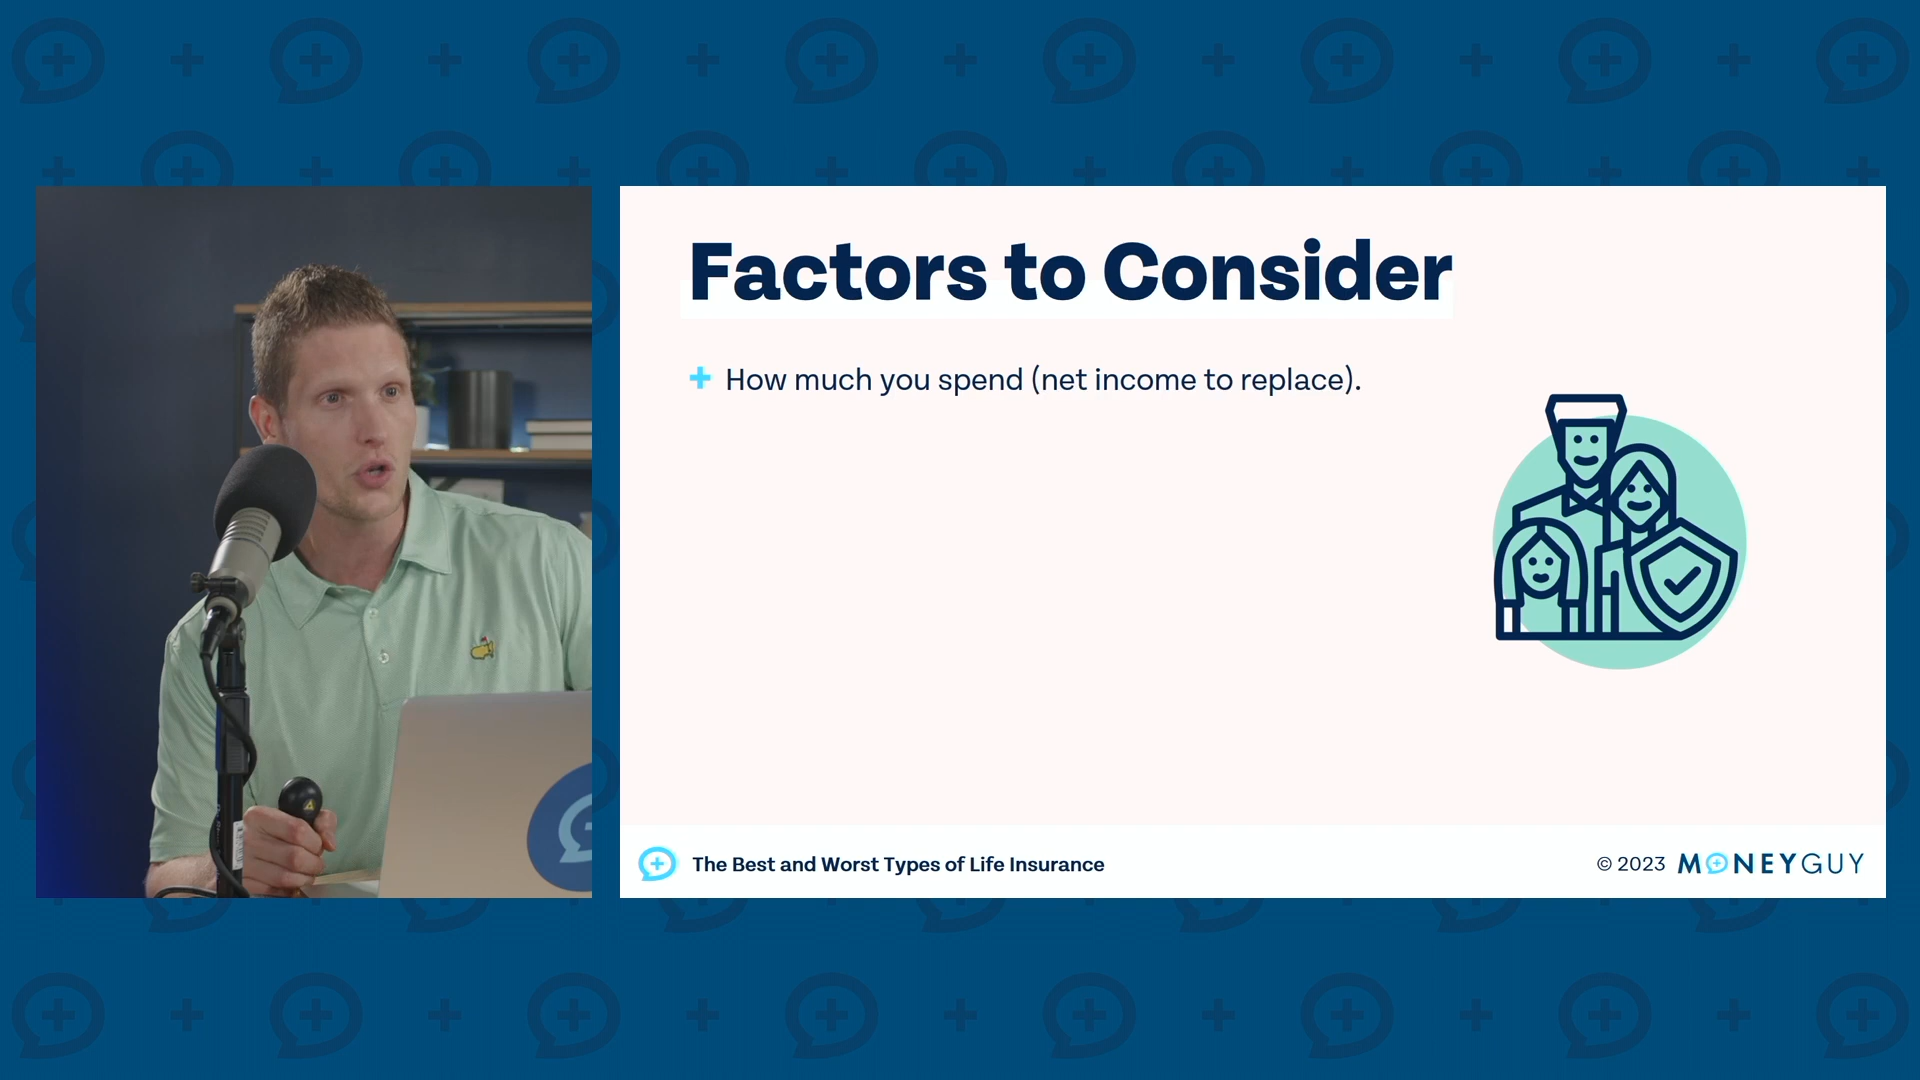 Factors to Consider
How much you spend (net income to replace).
The Best and Worst Types of Life Insurance
© 2023 MONEYGUY